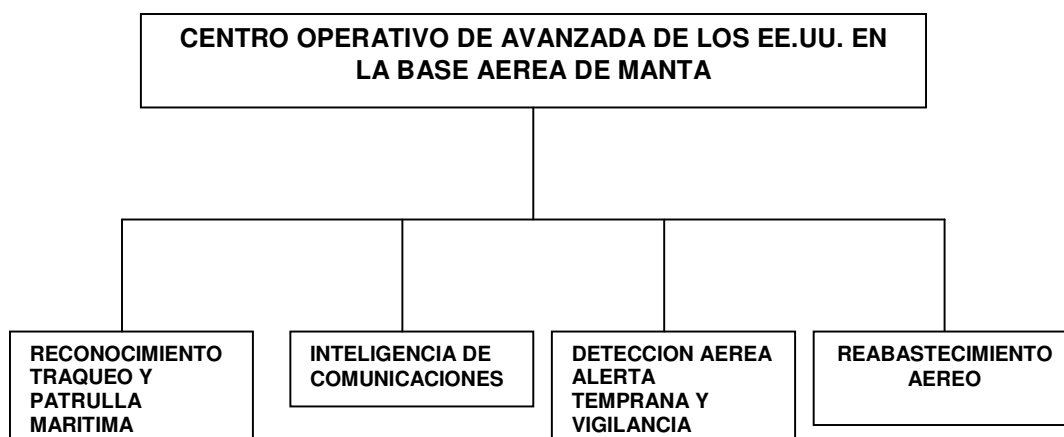 CENTRO OPERATIVO DE AVANZADA DE LOS EE.UU. EN
LA BASE AEREA DE MANTA
RECONOCIMIENTO
TRAQUEO Y
PATRULLA
MARITIMA
INTELIGENCIA DE
COMUNICACIONES
DETECCION AEREA
ALERTA
TEMPRANA Y
VIGILANCIA
REABASTECIMIENTO
AEREO